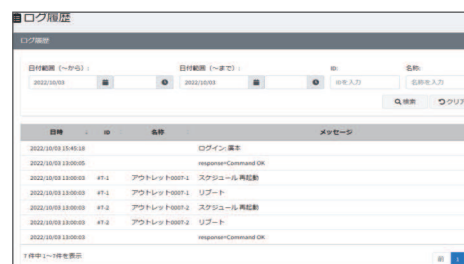 ログ履歴
ログ履歴
日付範囲（～から）: 日付範囲（～まで）: ID: 名称:
2022/10/03 2022/10/03 IDを入力 名称を入力
検索 クリア
日時 ID 名称 メッセージ
2022/10/03 15:40:18 ログイン:
2022/10/03 13:00:05 response=Command OK
2022/10/03 13:00:03 47-1 アウトレット0007-1 スケジュール 再起動
2022/10/03 13:00:03 47-1 アウトレット0007-1 リブート
2022/10/03 13:00:03 47-2 アウトレット0007-2 スケジュール 再起動
2022/10/03 13:00:03 47-2 アウトレット0007-2 リブート
2022/10/03 13:00:03 response=Command OK
7 件中 1～7件を表示 前 1